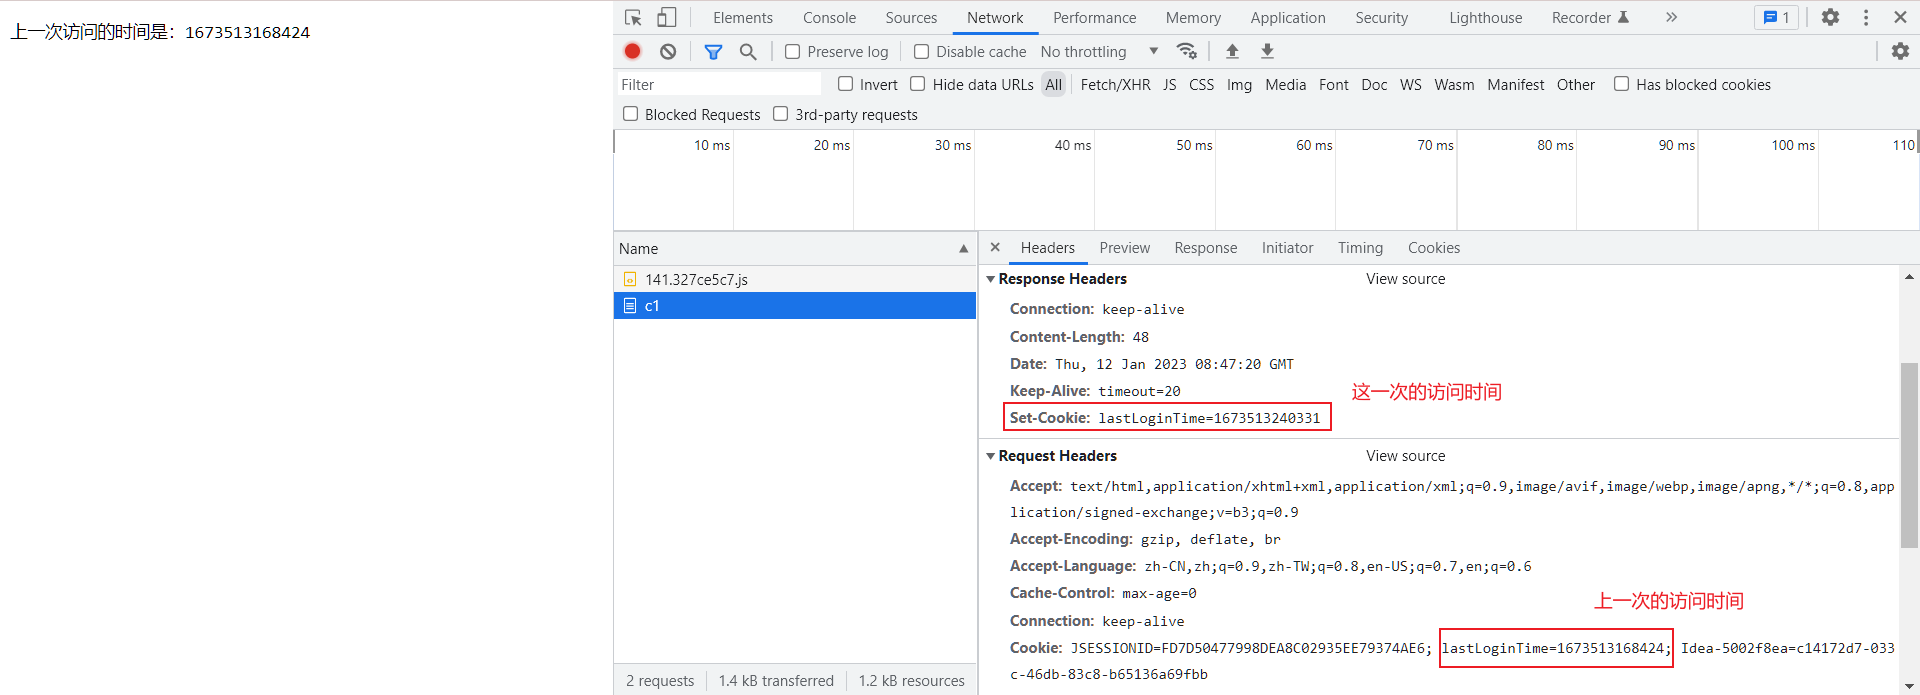 上一次访问的时间是：1673513168424
Elements Console Sources Network Performance Memory Application Security Lighthouse Recorder » 1
Preserve log Disable cache No throttling
Filter Invert Hide data URLs All Fetch/XHR JS CSS Img Media Font Doc WS Wasm Manifest Other Has blocked cookies
Blocked Requests 3rd-party requests
10 ms 20 ms 30 ms 40 ms 50 ms 60 ms 70 ms 80 ms 90 ms 100 ms 110
Name
141.327ce5c7.js
c1
2 requests 1.4 kB transferred 1.2 kB resources
Headers Preview Response Initiator Timing Cookies
Response Headers View source
Connection: keep-alive
Content-Length: 48
Date: Thu, 12 Jan 2023 08:47:20 GMT
Keep-Alive: timeout=20
这一次的访问时间
Set-Cookie: lastLoginTime=1673513240331
Request Headers View source
Accept: text/html,application/xhtml+xml,application/xml;q=0.9,image/avif,image/webp,image/apng,*/*;q=0.8,app
lication/signed-exchange;v=b3;q=0.9
Accept-Encoding: gzip, deflate, br
Accept-Language: zh-CN,zh;q=0.9,zh-TW;q=0.8,en-US;q=0.7,en;q=0.6
Cache-Control: max-age=0
上一次的访问时间
Connection: keep-alive
Cookie: JSESSIONID=FD7D50477998DEA8C02935EE79374AE6; lastLoginTime=1673513168424; Idea-5002f8ea=c14172d7-033
c-46db-83c8-b65136a69fbb